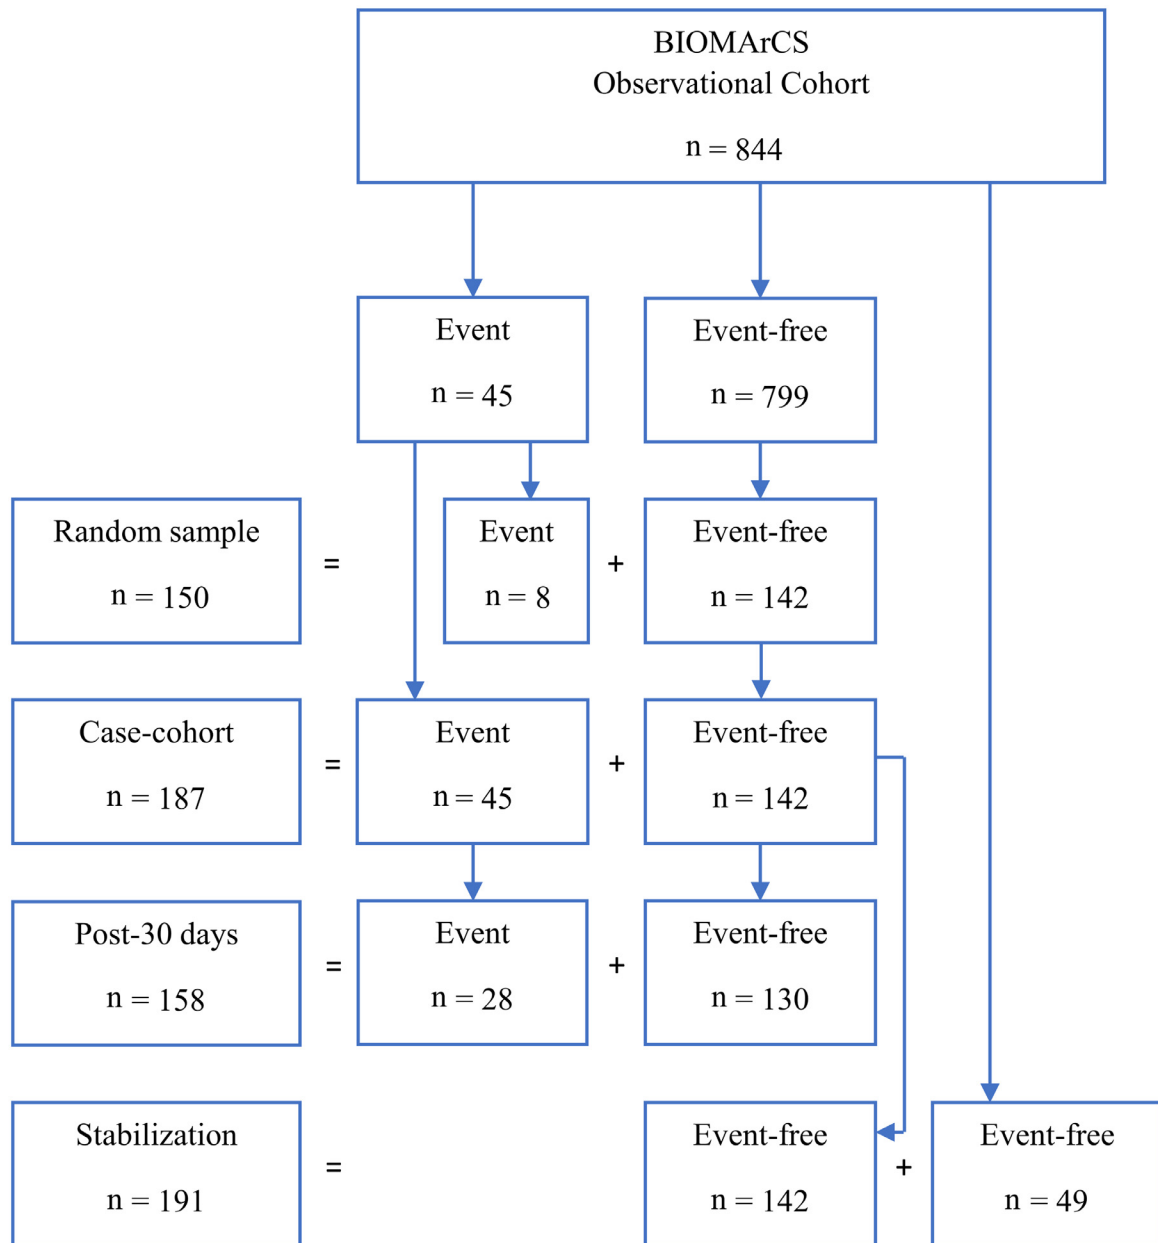 BIOMArCS
Observational Cohort
n = 844
Event
n = 45
Event-free
n = 799
Random sample
n = 150
=
Event
n = 8
+
Event-free
n = 142
Case-cohort
n = 187
=
Event
n = 45
+
Event-free
n = 142
Post-30 days
n = 158
=
Event
n = 28
+
Event-free
n = 130
Stabilization
n = 191
=
Event-free
n = 142
+
Event-free
n = 49